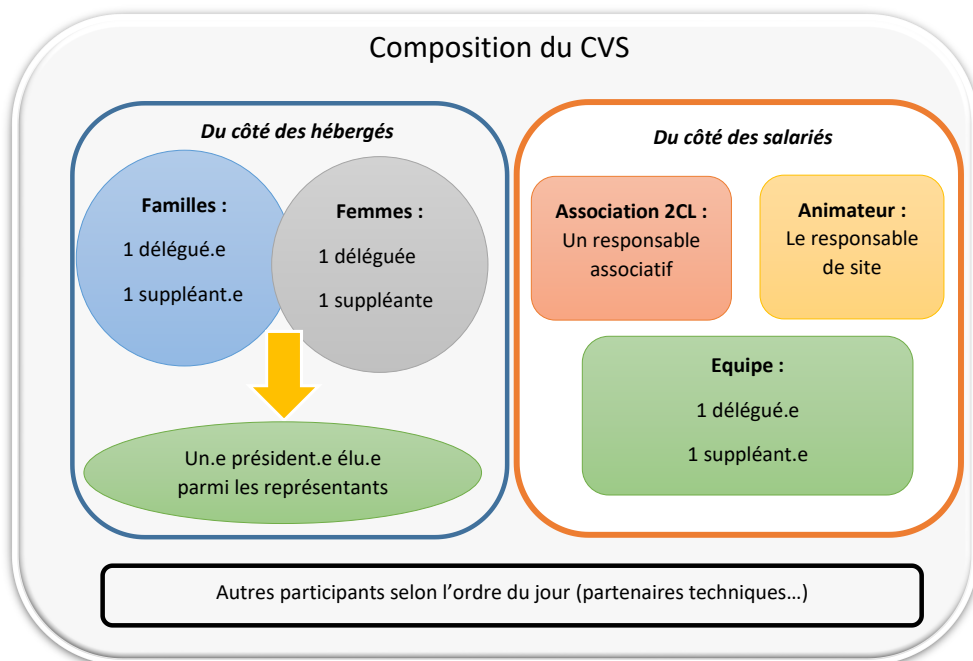 Composition du CVS
Du côté des hébergés
Familles :
1 délégué.e
1 suppléant.e
Femmes :
1 déléguée
1 suppléante
Un.e président.e élu.e
parmi les représentants
Du côté des salariés
Association 2CL :
Un responsable
associatif
Animateur :
Le responsable
de site
Equipe :
1 délégué.e
1 suppléant.e
Autres participants selon l’ordre du jour (partenaires techniques…)